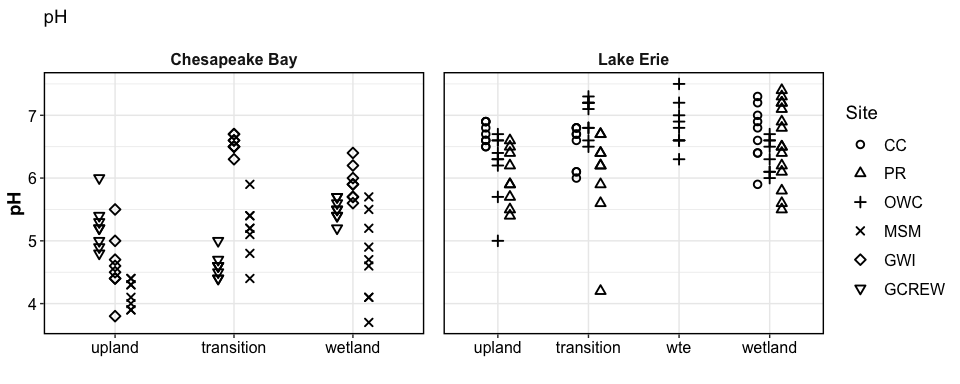 pH
Chesapeake Bay
Lake Erie
pH
7
6
5
4
upland
transition
wetland
upland
transition
wte
wetland
Site
CC
PR
OWC
MSM
GWI
GCREW